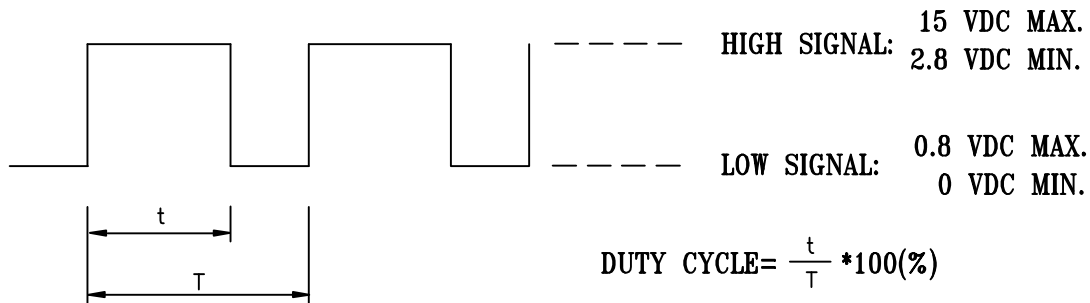 15 VDC MAX.
HIGH SIGNAL: 2.8 VDC MIN.
0.8 VDC MAX.
LOW SIGNAL: 0 VDC MIN.
t
T
DUTY CYCLE= t/T *100(%)